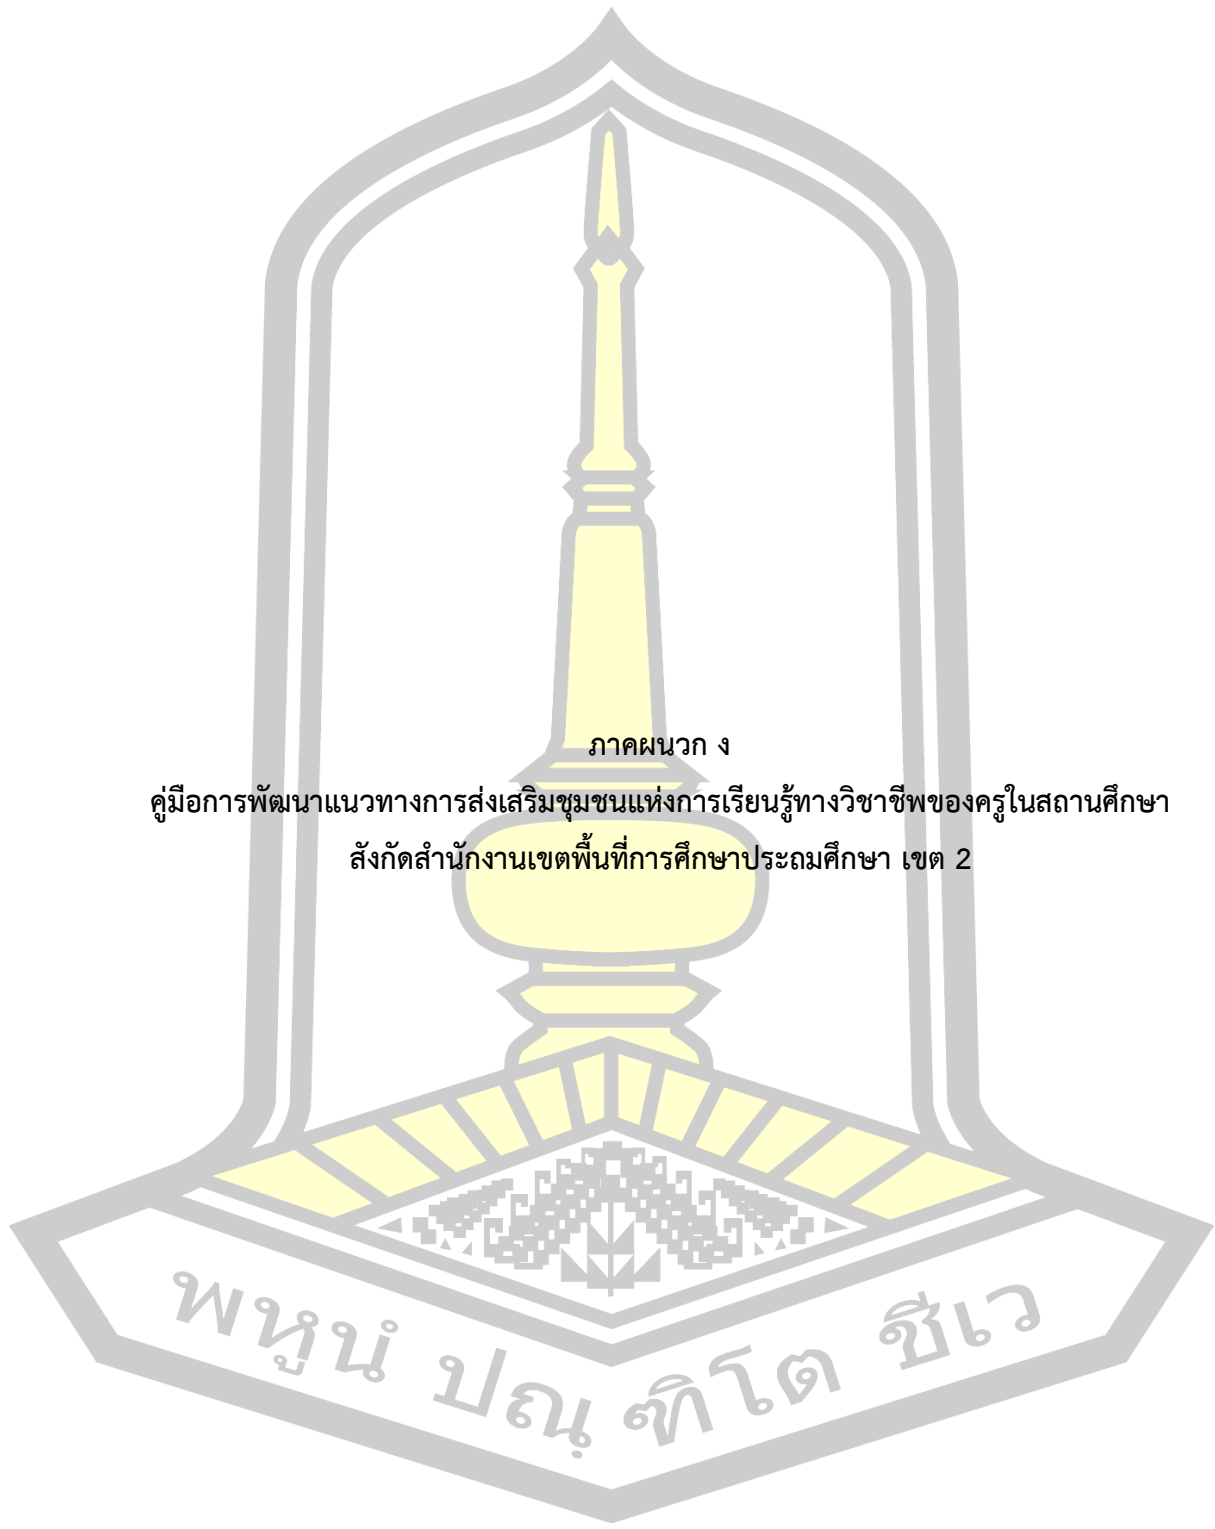 ภาคผนวก ง
คู่มือการพัฒนาแนวทางการส่งเสริมชุมชนแห่งการเรียนรู้ทางวิชาชีพของครูในสถานศึกษา
สังกัดสำนักงานเขตพื้นที่การศึกษาประถมศึกษา เขต 2
พหูนํ ปณฺ ฑิโต ชีเว